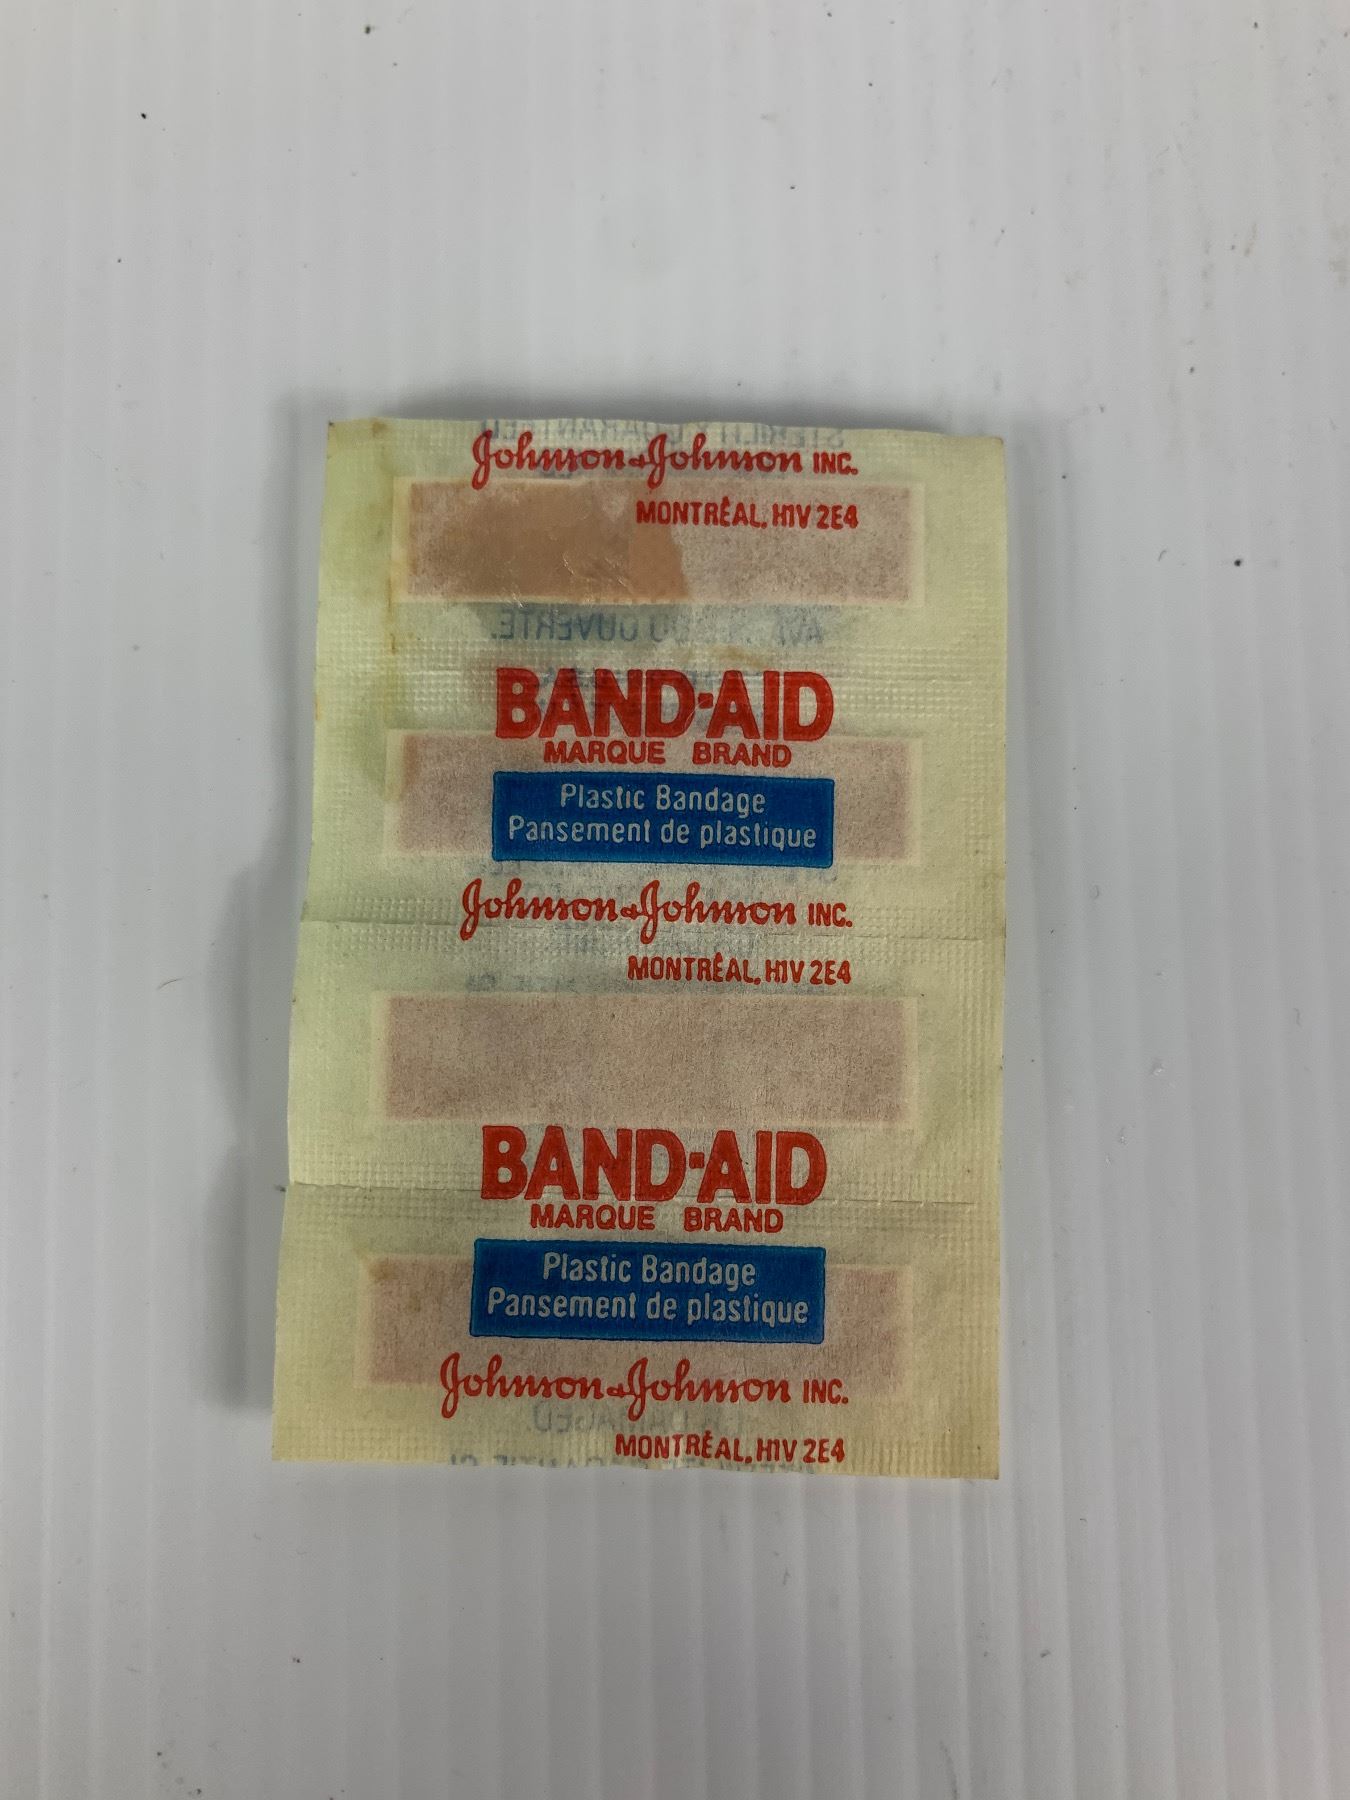 Johnson & Johnson INC.
MONTRÉAL, H1V 2E4
BAND-AID
MARQUE BRAND
Plastic Bandage
Pansement de plastique
Johnson & Johnson INC.
MONTRÉAL, H1V 2E4
BAND-AID
MARQUE BRAND
Plastic Bandage
Pansement de plastique
Johnson & Johnson INC.
MONTRÉAL, H1V 2E4